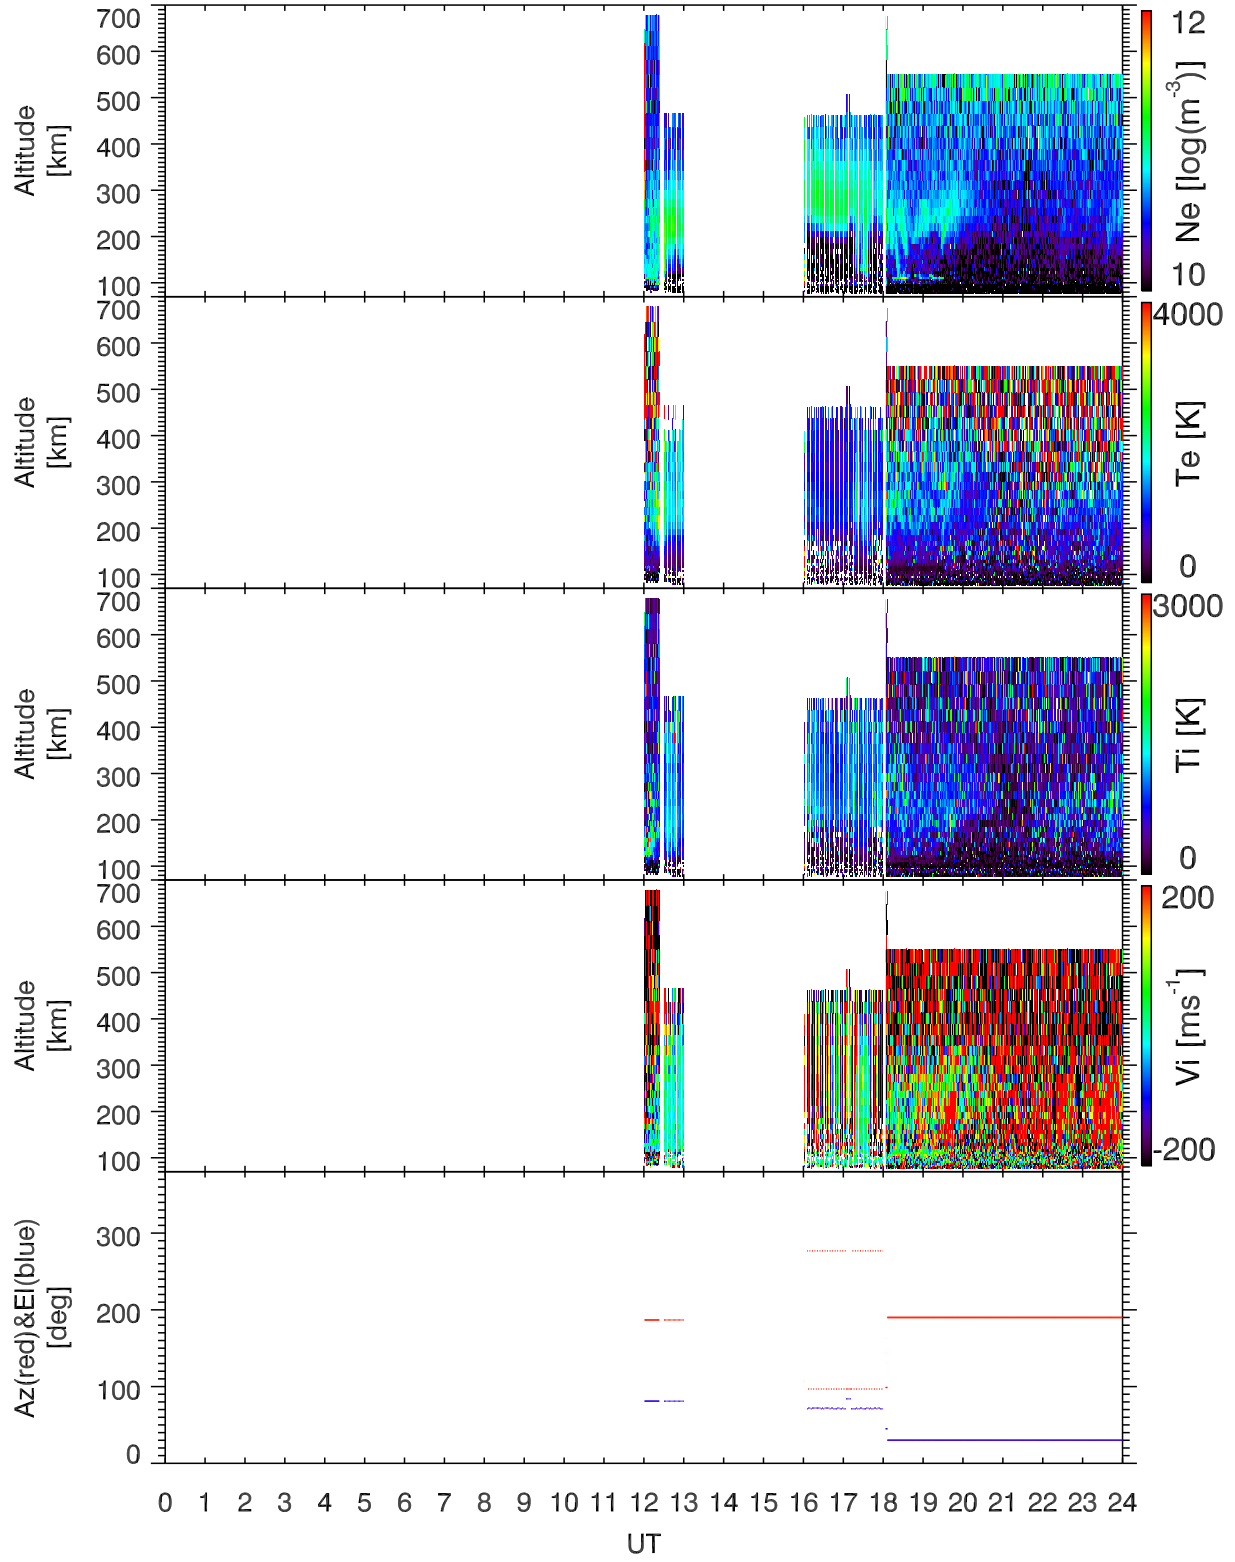 700
600
500
400
300
200
100
Altitude
[km]
12
10
Ne [log(m⁻³)]
700
600
500
400
300
200
100
Altitude
[km]
4000
0
Te [K]
700
600
500
400
300
200
100
Altitude
[km]
3000
0
Ti [K]
700
600
500
400
300
200
100
Altitude
[km]
200
-200
Vi [ms⁻¹]
300
200
100
0
Az(red)&El(blue)
[deg]
0 1 2 3 4 5 6 7 8 9 10 11 12 13 14 15 16 17 18 19 20 21 22 23 24
UT